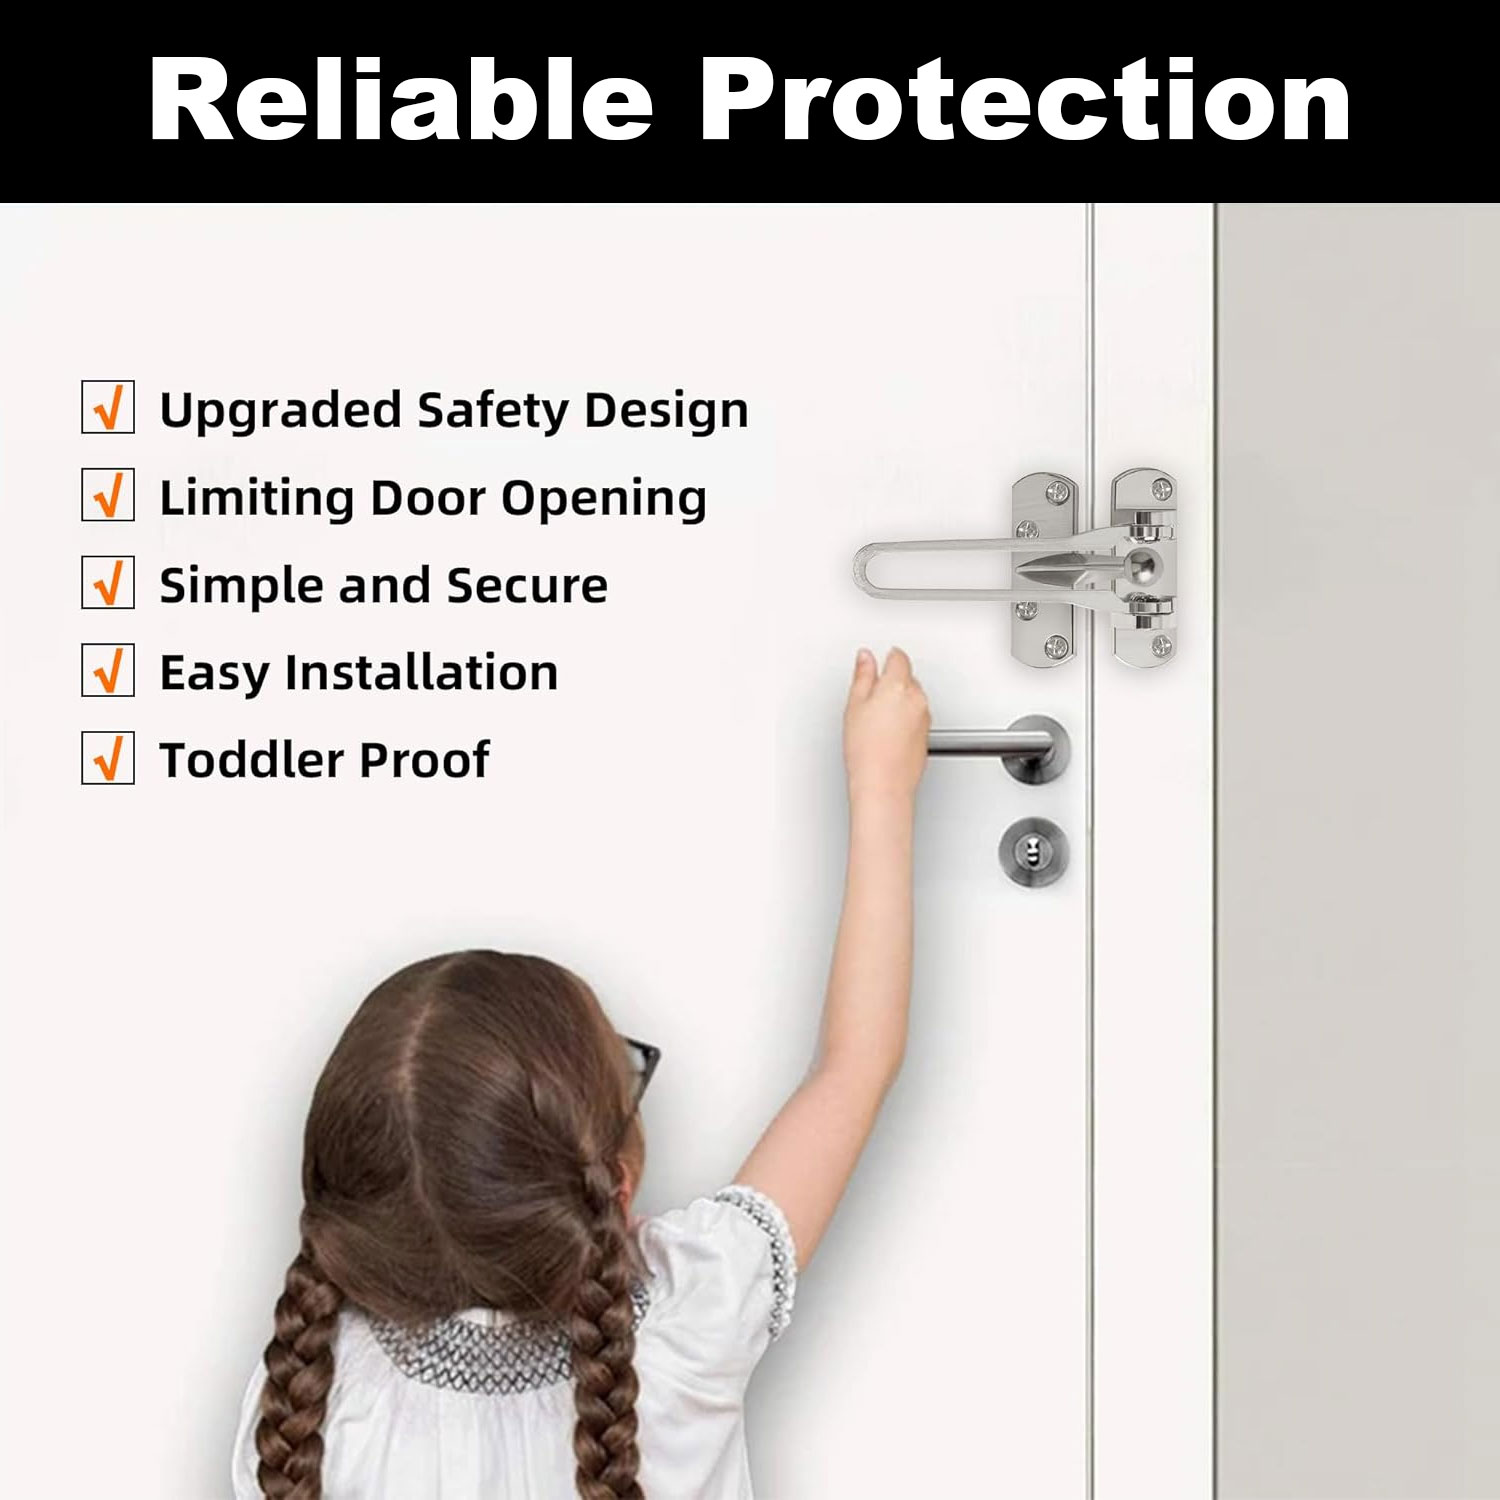 Reliable Protection
Upgraded Safety Design
Limiting Door Opening
Simple and Secure
Easy Installation
Toddler Proof